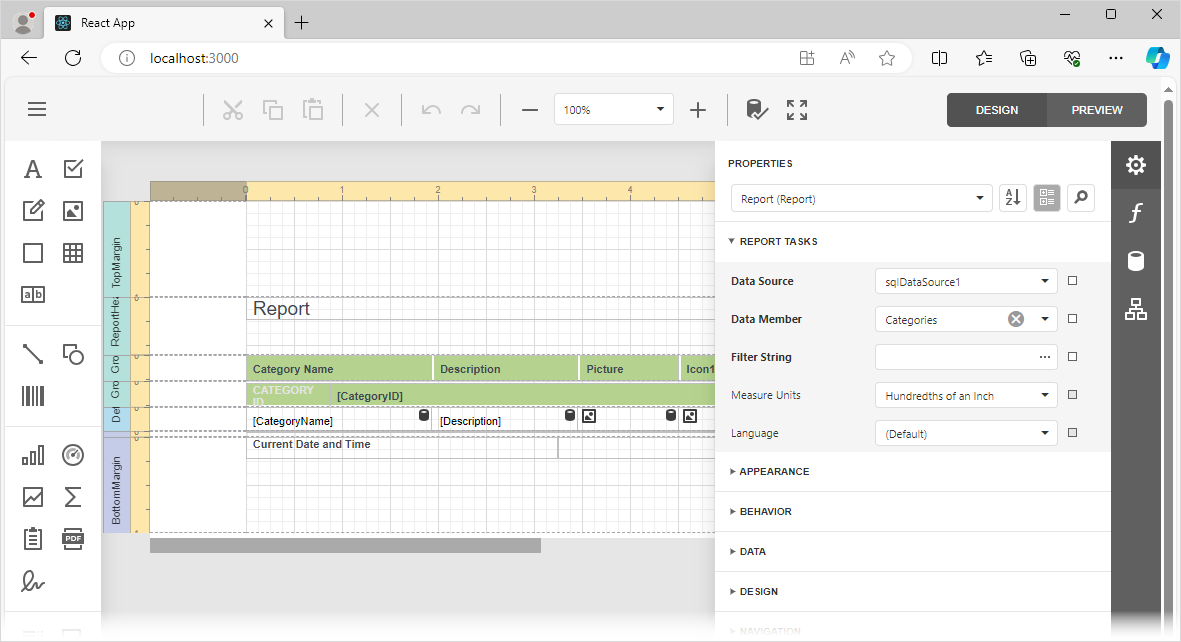 React App
localhost:3000
100%
DESIGN
PREVIEW
PROPERTIES
Report (Report)
A
Z
REPORT TASKS
Data Source
sqlDataSource1
Data Member
Categories
Filter String
Measure Units
Hundredths of an Inch
Language
(Default)
APPEARANCE
BEHAVIOR
DATA
DESIGN
NAVIGATION
A
a b
PDF
0 1 2 3 4
TopMargin
ReportHea
Gro
Gro
Det
BottomMargin
Report
Category Name
Description
Picture
Icon1
CATEGORY
ID
[CategoryID]
[CategoryName]
[Description]
Current Date and Time